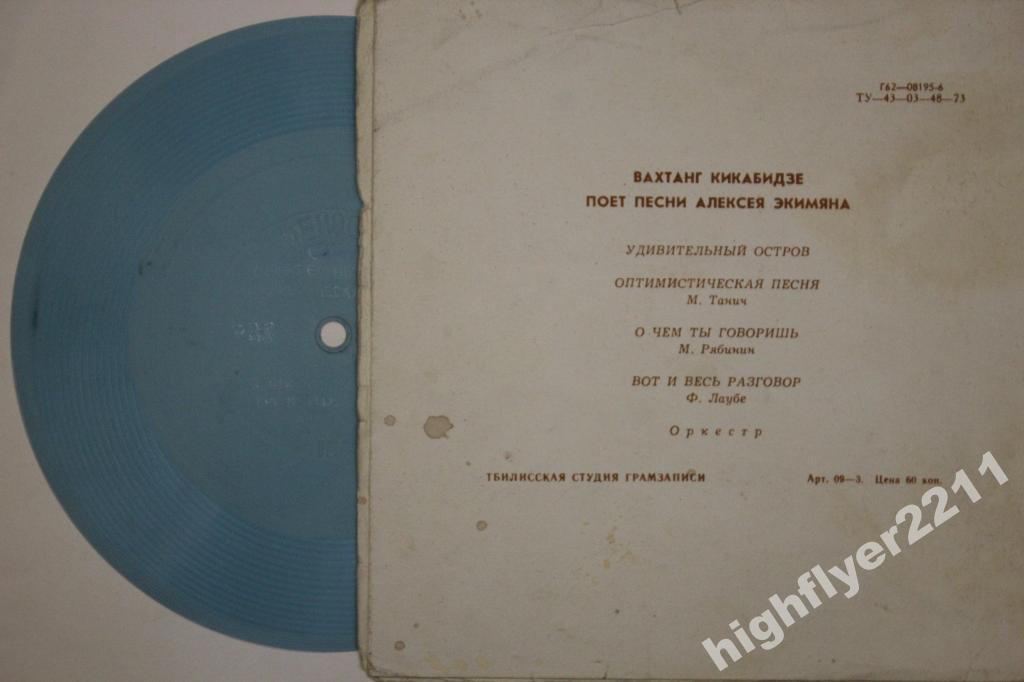 Г62—08195-6
ТУ—43—03—48—73
ВАХТАНГ КИКАБИДЗЕ
ПОЕТ ПЕСНИ АЛЕКСЕЯ ЭКИМЯНА
УДИВИТЕЛЬНЫЙ ОСТРОВ
ОПТИМИСТИЧЕСКАЯ ПЕСНЯ
М. Танич
О ЧЕМ ТЫ ГОВОРИШЬ
М. Рябинин
ВОТ И ВЕСЬ РАЗГОВОР
Ф. Лаубе
Оркестр
ТБИЛИССКАЯ СТУДИЯ ГРАМЗАПИСИ
Арт. 09—3. Цена 60 коп.
highflyer2211